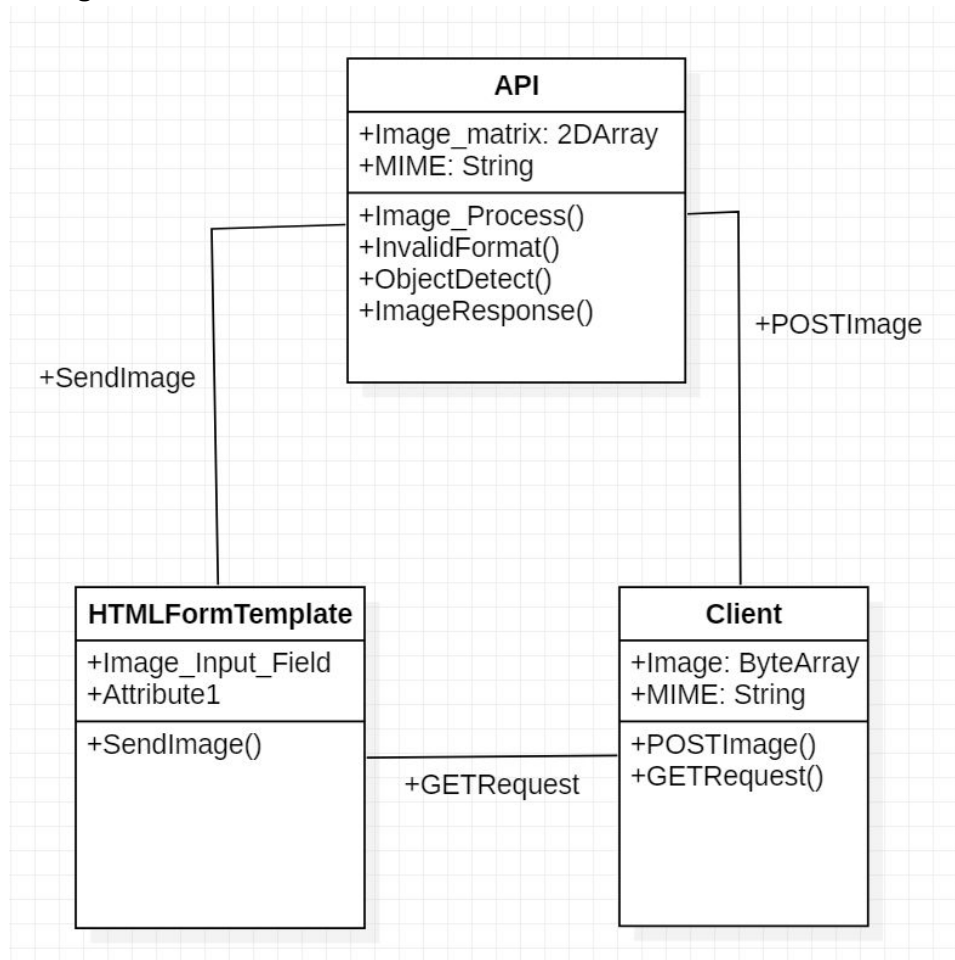 API
+Image_matrix: 2DArray
+MIME: String
+Image_Process()
+InvalidFormat()
+ObjectDetect()
+ImageResponse()
+POSTImage
+SendImage
HTMLFormTemplate
+Image_Input_Field
+Attribute1
+SendImage()
+GETRequest
Client
+Image: ByteArray
+MIME: String
+POSTImage()
+GETRequest()